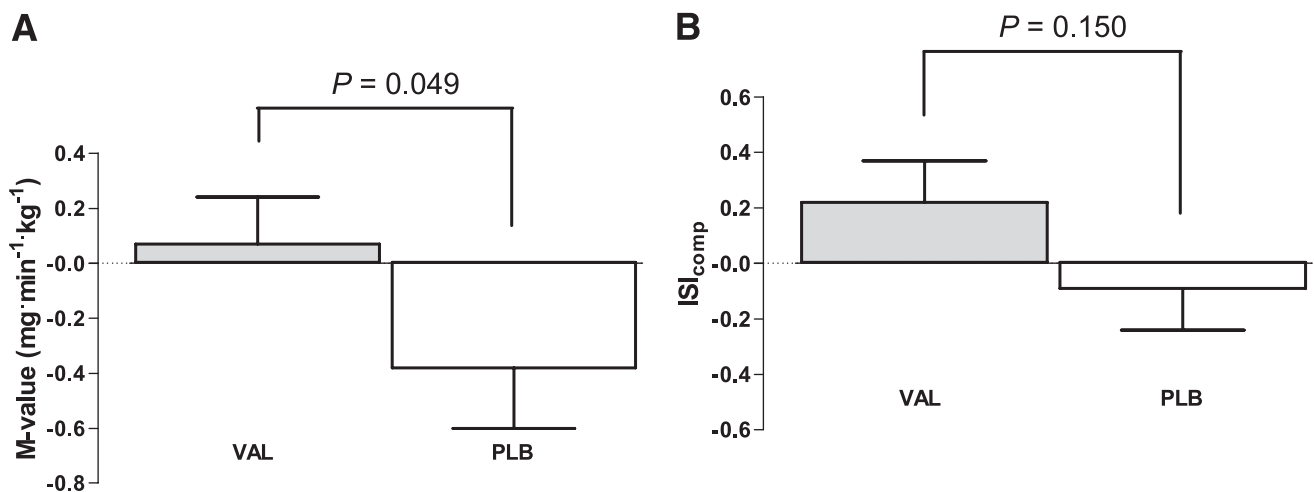 A
P = 0.049
0.4
0.2
-0.0
-0.2
-0.4
-0.6
-0.8
M-value (mg·min⁻¹·kg⁻¹)
VAL
PLB
B
P = 0.150
0.6
0.4
0.2
-0.0
-0.2
-0.4
-0.6
ISIcomp
VAL
PLB